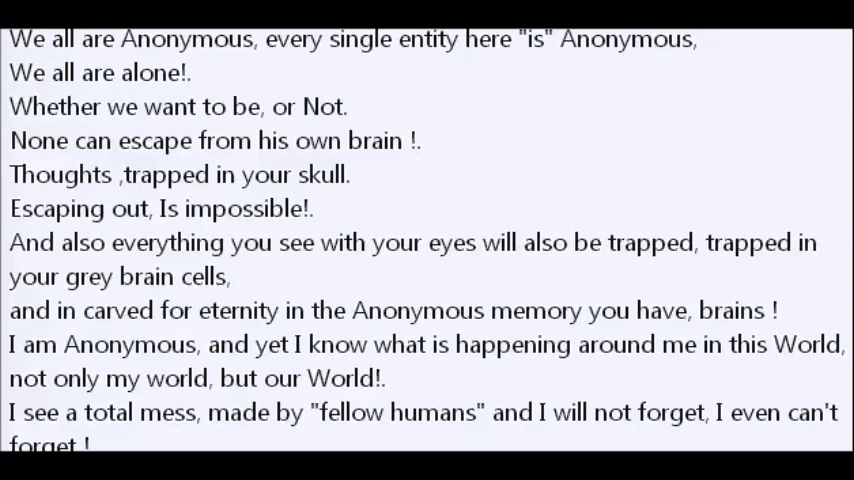 We all are Anonymous, every single entity here "is" Anonymous,
We all are alone!.
Whether we want to be, or Not.
None can escape from his own brain !.
Thoughts ,trapped in your skull.
Escaping out, Is impossible!.
And also everything you see with your eyes will also be trapped, trapped in
your grey brain cells,
and in carved for eternity in the Anonymous memory you have, brains !
I am Anonymous, and yet I know what is happening around me in this World,
not only my world, but our World!.
I see a total mess, made by "fellow humans" and I will not forget, I even can't
forget !